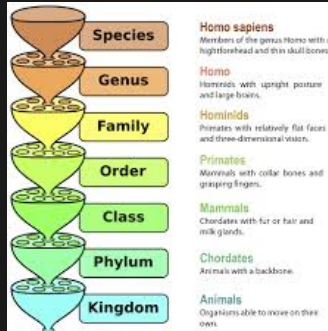 Species
Homo sapiens
Members of the genus Homo with a
hightforehead and thin skull bones.
Genus
Homo
Hominids with upright posture
and large brains.
Family
Hominids
Primates with relatively flat faces
and three-dimensional vision.
Order
Primates
Mammals with collar bones and
grasping fingers.
Class
Mammals
Chordates with fur or hair and
milk glands.
Phylum
Chordates
Animals with a backbone.
Kingdom
Animals
Organisms able to move on their
own.